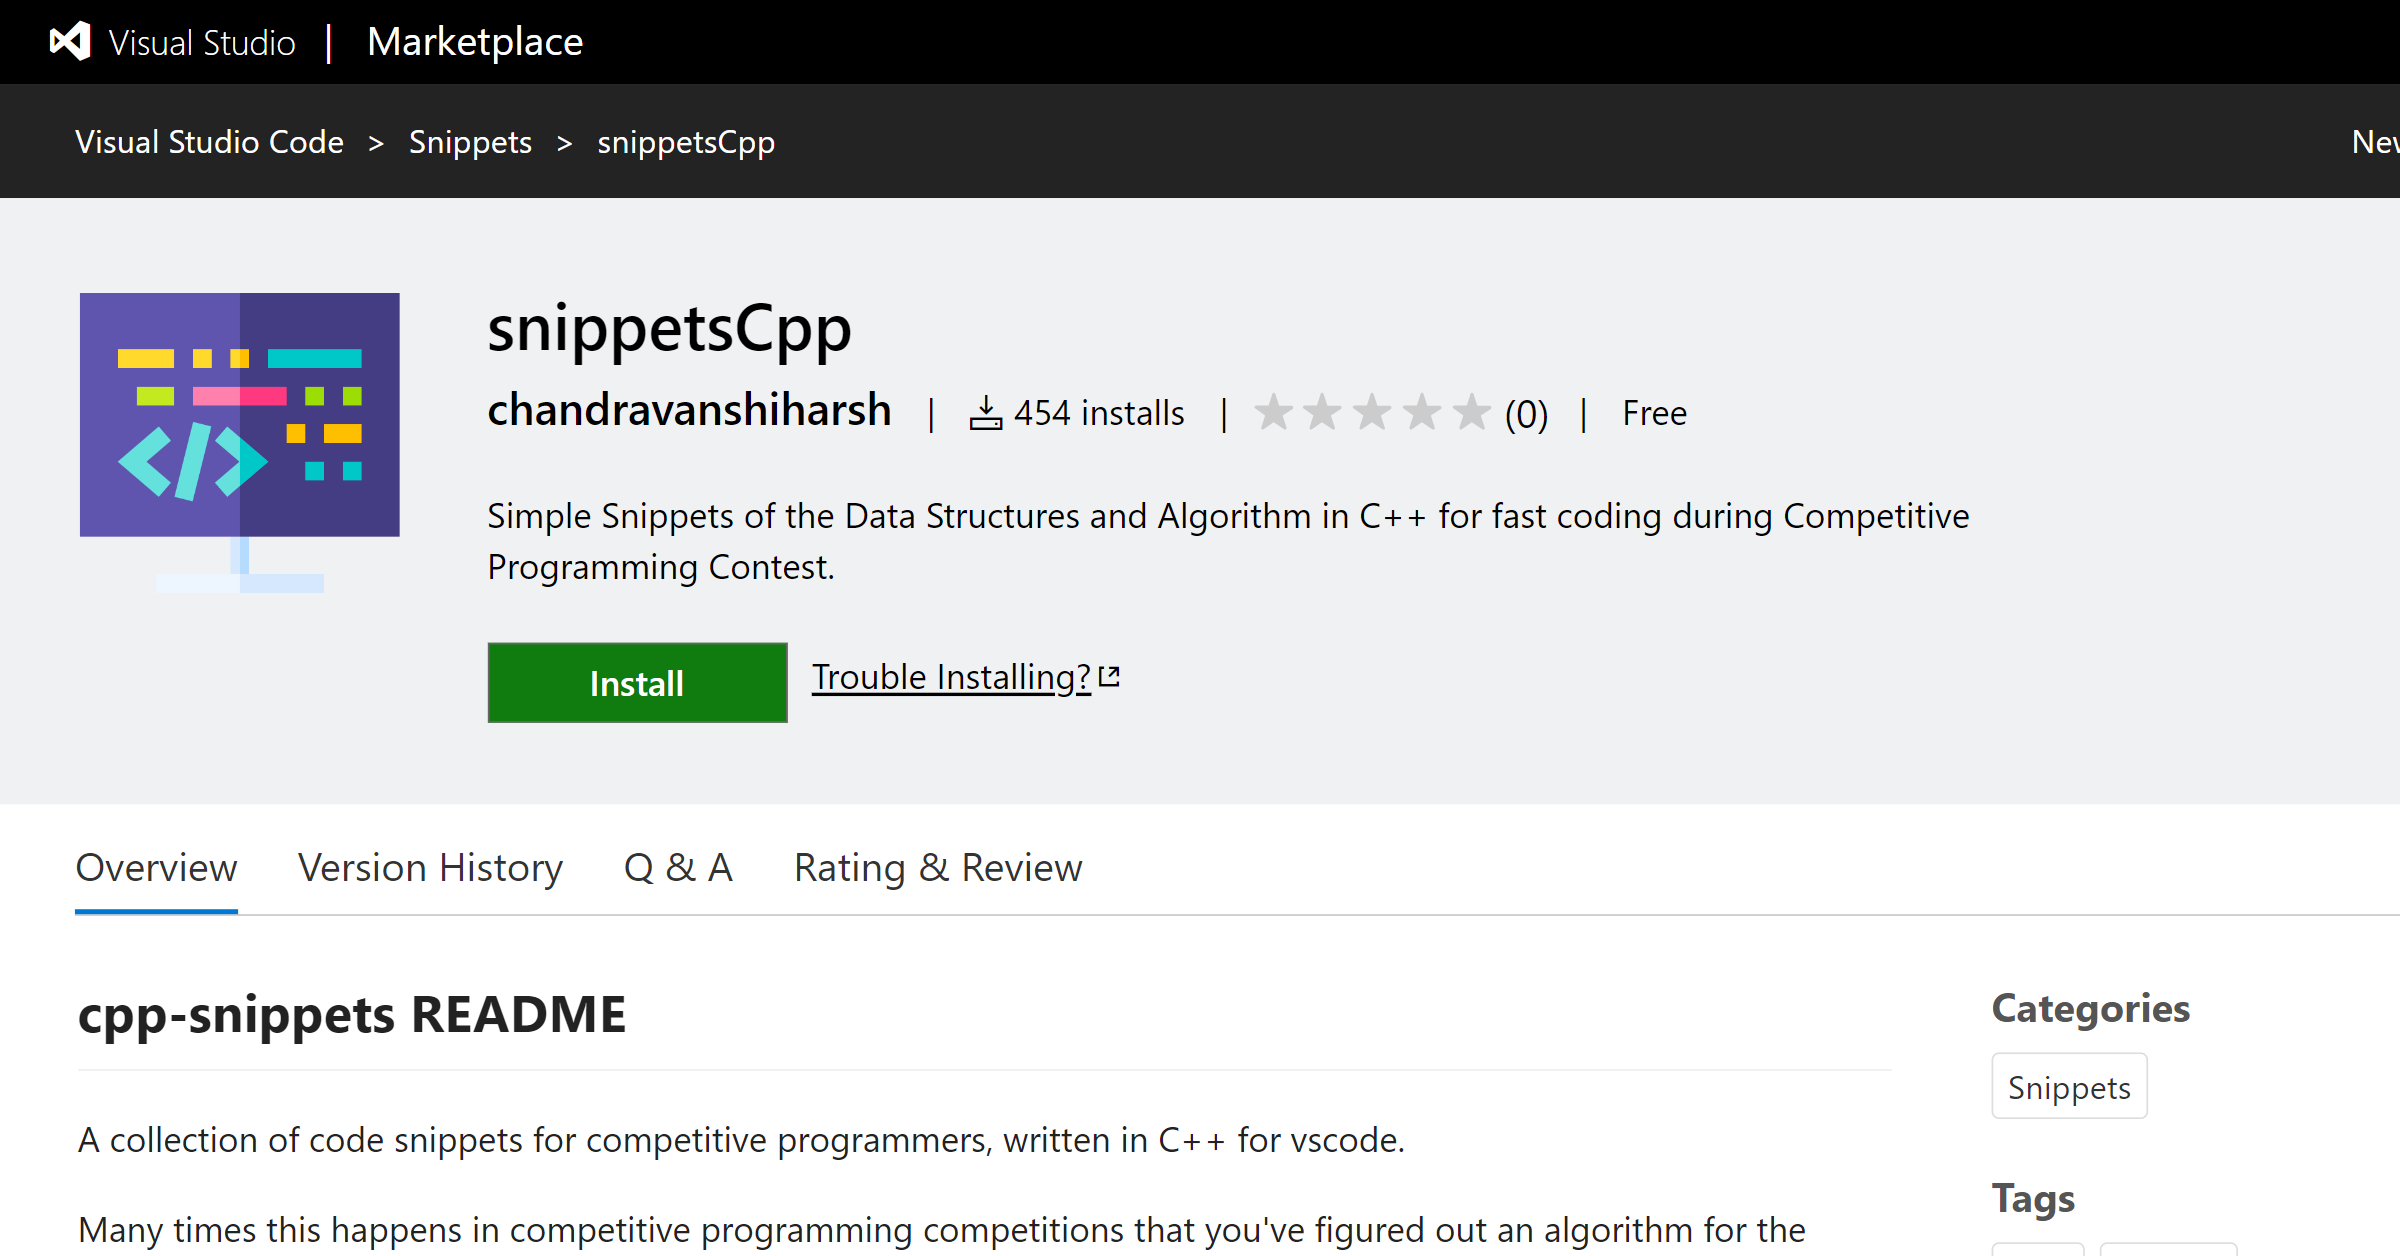 Visual Studio | Marketplace
Visual Studio Code > Snippets > snippetsCpp
snippetsCpp
chandravanshiharsh | 454 installs | (0) | Free
Simple Snippets of the Data Structures and Algorithm in C++ for fast coding during Competitive
Programming Contest.
Install
Trouble Installing?
Overview
Version History
Q & A
Rating & Review
cpp-snippets README
A collection of code snippets for competitive programmers, written in C++ for vscode.
Many times this happens in competitive programming competitions that you've figured out an algorithm for the
Categories
Snippets
Tags